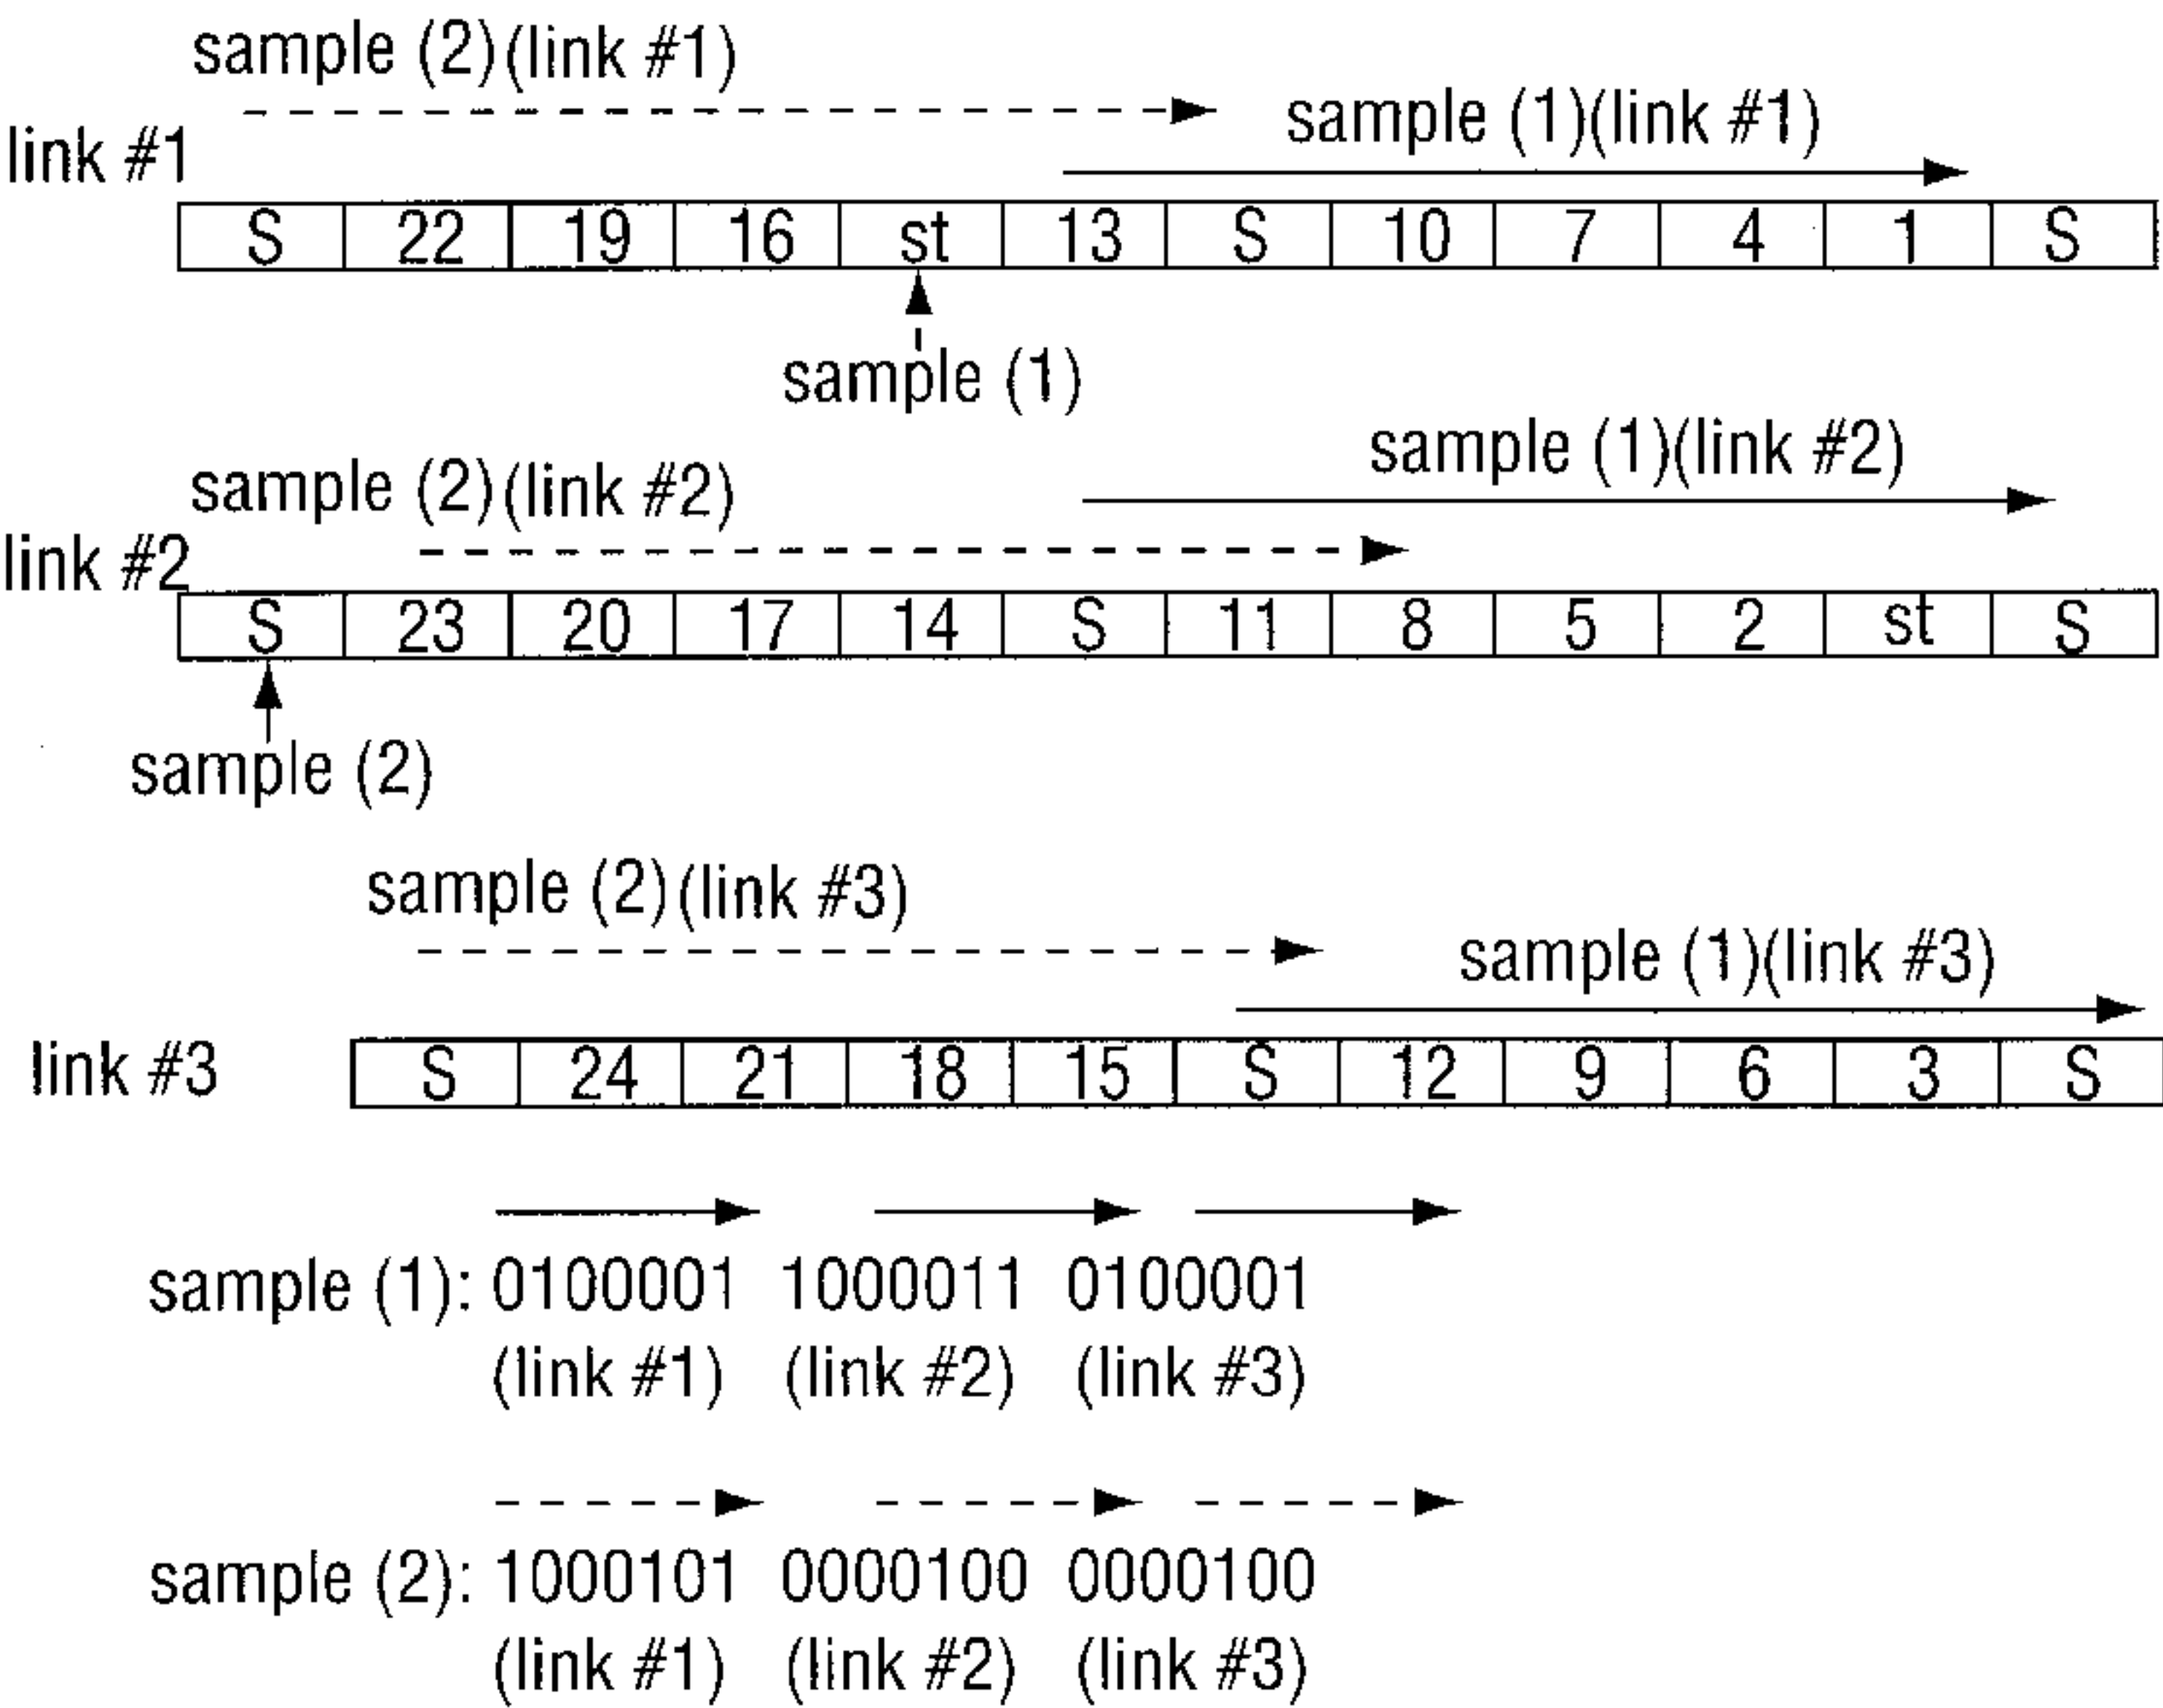 sample (2)(link #1)
sample (1)(link #1)
link #1
S 22 19 16 st 13 S 10 7 4 1 S
sample (1)
sample (1)(link #2)
sample (2)(link #2)
link #2
S 23 20 17 14 S 11 8 5 2 st S
sample (2)
sample (2)(link #3)
sample (1)(link #3)
link #3
S 24 21 18 15 S 12 9 6 3 S
sample (1): 0100001 1000011 0100001
(link #1) (link #2) (link #3)
sample (2): 1000101 0000100 0000100
(link #1) (link #2) (link #3)